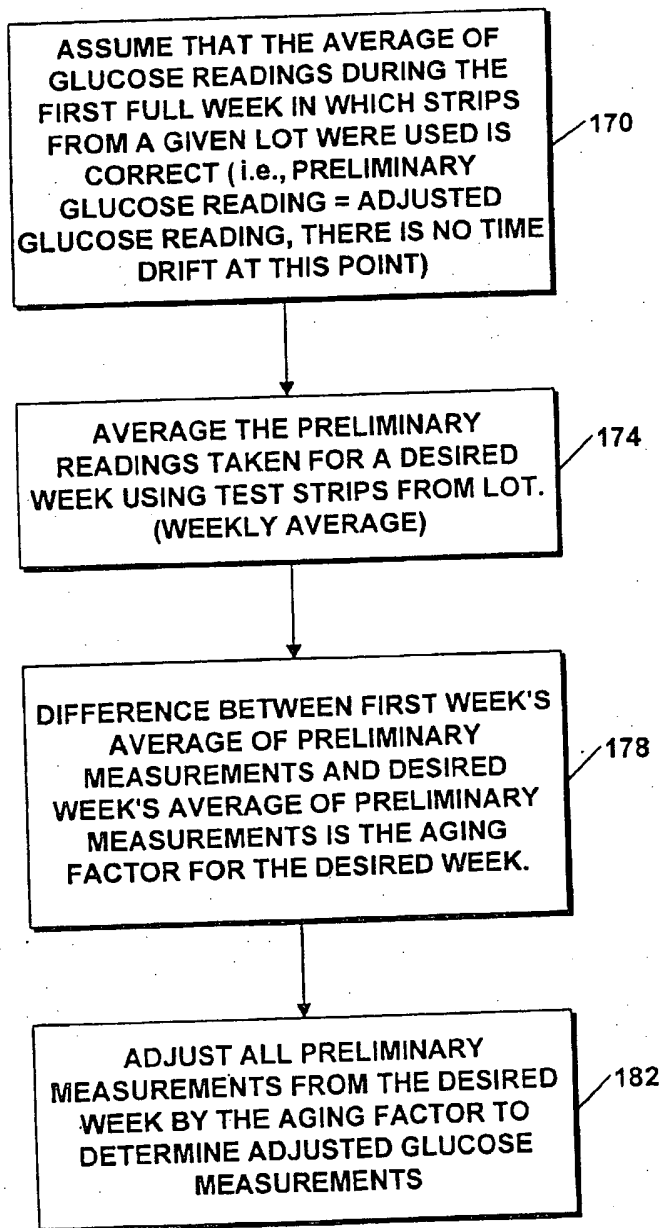 ASSUME THAT THE AVERAGE OF
GLUCOSE READINGS DURING THE
FIRST FULL WEEK IN WHICH STRIPS
FROM A GIVEN LOT WERE USED IS
CORRECT (i.e., PRELIMINARY
GLUCOSE READING = ADJUSTED
GLUCOSE READING, THERE IS NO TIME
DRIFT AT THIS POINT)
170
AVERAGE THE PRELIMINARY
READINGS TAKEN FOR A DESIRED
WEEK USING TEST STRIPS FROM LOT.
(WEEKLY AVERAGE)
174
DIFFERENCE BETWEEN FIRST WEEK'S
AVERAGE OF PRELIMINARY
MEASUREMENTS AND DESIRED
WEEK'S AVERAGE OF PRELIMINARY
MEASUREMENTS IS THE AGING
FACTOR FOR THE DESIRED WEEK.
178
ADJUST ALL PRELIMINARY
MEASUREMENTS FROM THE DESIRED
WEEK BY THE AGING FACTOR TO
DETERMINE ADJUSTED GLUCOSE
MEASUREMENTS
182